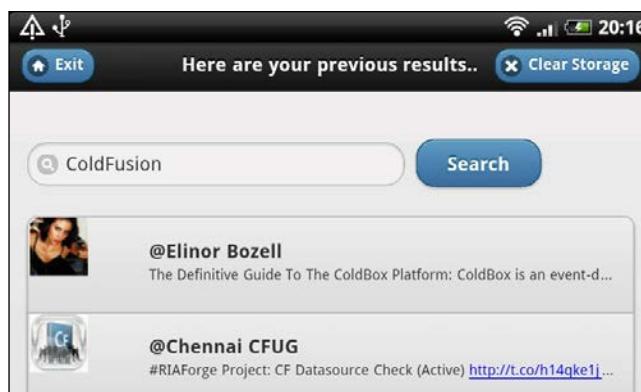 20:16
Exit
Here are your previous results..
Clear Storage
ColdFusion
Search
@Elinor Bozell
The Definitive Guide To The ColdBox Platform: ColdBox is an event-d...
CF
@Chennai CFUG
#RIAForge Project: CF Datasource Check (Active) http://t.co/h14qke1j...